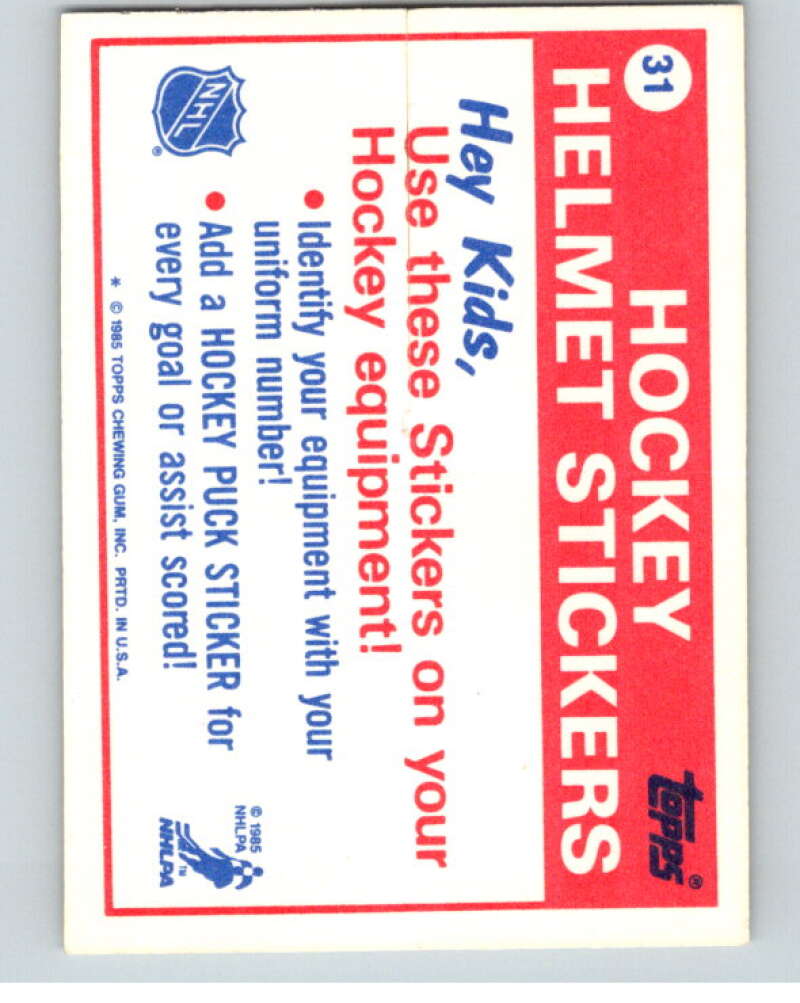 31
HOCKEY
HELMET STICKERS
topps®
Hey Kids,
Use these Stickers on your
Hockey equipment!
• Identify your equipment with your
uniform number!
• Add a HOCKEY PUCK STICKER for
every goal or assist scored!
NHL
®
© 1985
NHLPA
TM
NHLPA
* © 1985 TOPPS CHEWING GUM, INC. PRTD. IN U.S.A.